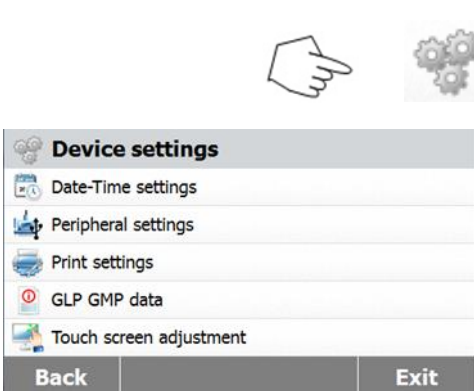 Device settings
Date-Time settings
Peripheral settings
Print settings
GLP GMP data
Touch screen adjustment
Back Exit